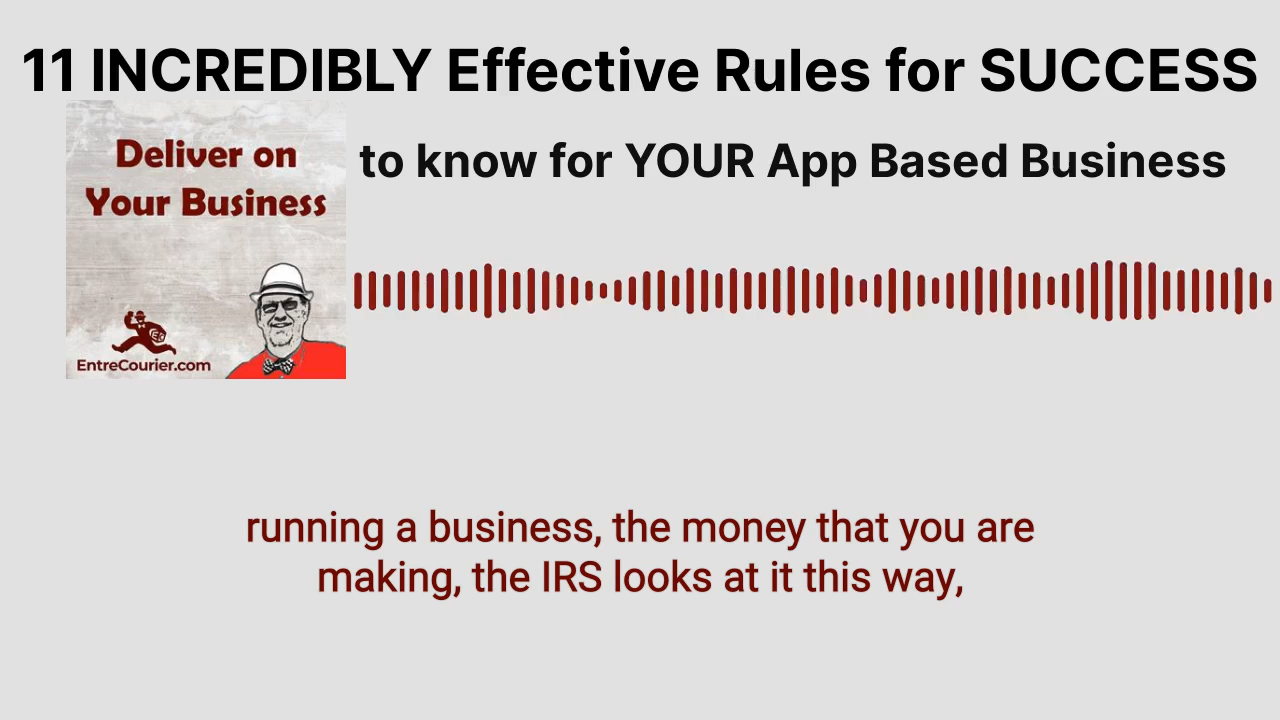 11 INCREDIBLY Effective Rules for SUCCESS
to know for YOUR App Based Business
Deliver on
Your Business
EntreCourier.com
running a business, the money that you are
making, the IRS looks at it this way,